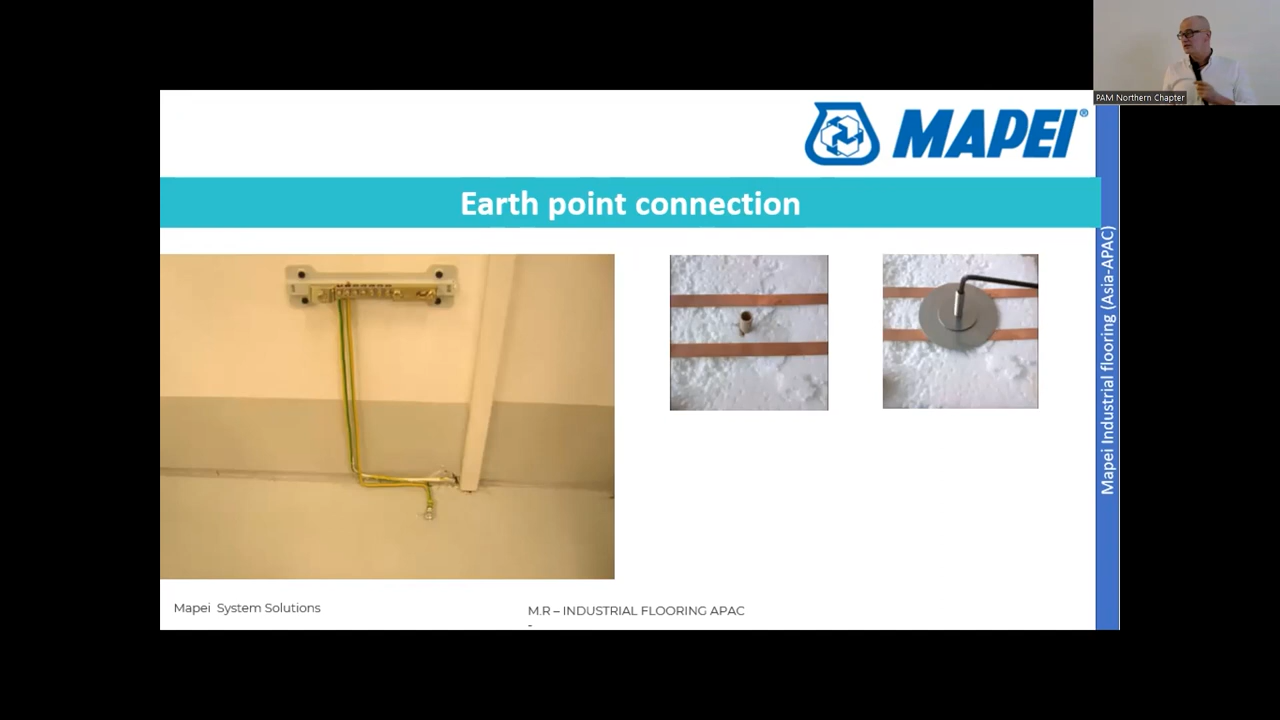 PAM Northern Chapter
MAPEI®
Earth point connection
Mapei Industrial flooring (Asia-APAC)
Mapei System Solutions
M.R – INDUSTRIAL FLOORING APAC
-